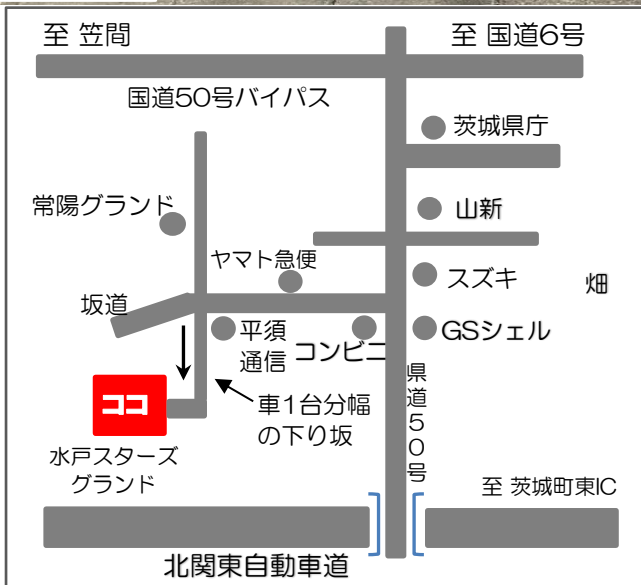 至 笠間
至 国道6号
国道50号バイパス
茨城県庁
常陽グランド
山新
ヤマト急便
スズキ
畑
坂道
平須
通信
コンビニ
GSシェル
県道50号
車1台分幅
の下り坂
ココ
水戸スターズ
グランド
至 茨城町東IC
北関東自動車道